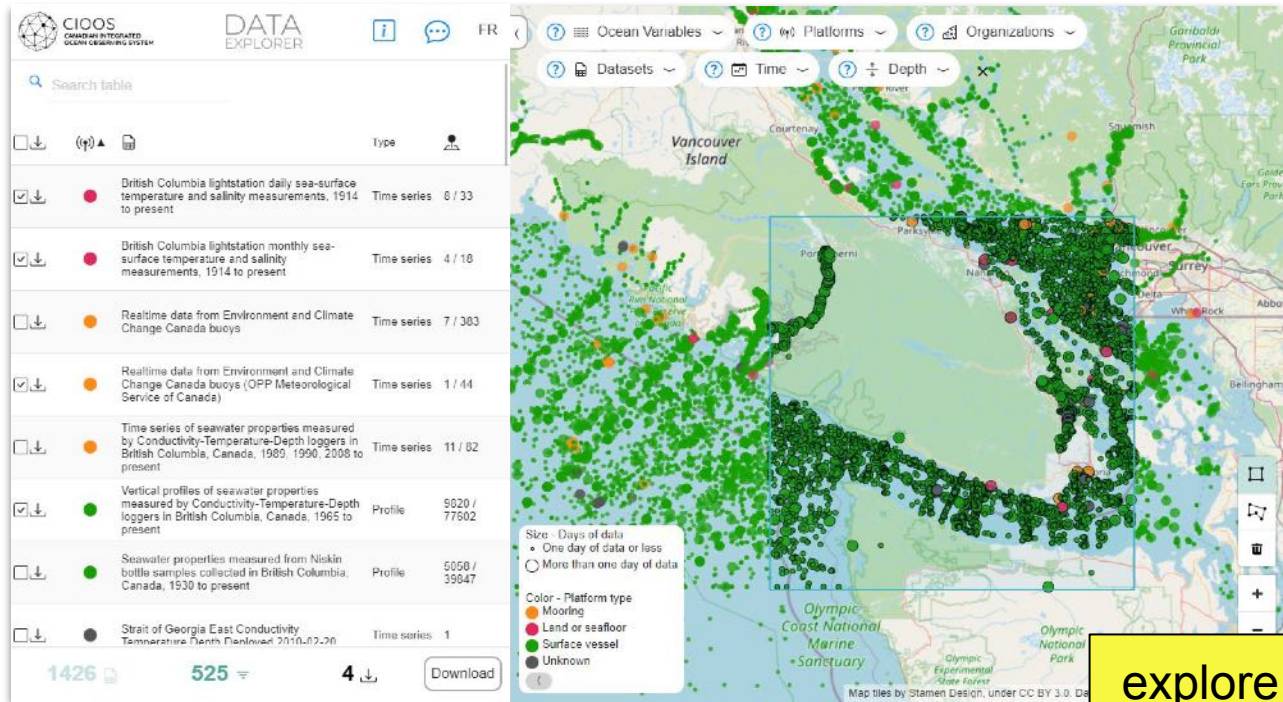 CIOOS
CANADIAN INTEGRATED
OCEAN OBSERVING SYSTEM
DATA
EXPLORER
FR
Search table
Type
British Columbia lightstation daily sea-surface
temperature and salinity measurements, 1914
to present
Time series
8 / 33
British Columbia lightstation monthly sea-
surface temperature and salinity
measurements, 1914 to present
Time series
4 / 18
Realtime data from Environment and Climate
Change Canada buoys
Time series
7 / 383
Realtime data from Environment and Climate
Change Canada buoys (OPP Meteorological
Service of Canada)
Time series
1 / 44
Time series of seawater properties measured
by Conductivity-Temperature-Depth loggers in
British Columbia, Canada, 1989, 1990, 2008 to
present
Time series
11 / 82
Vertical profiles of seawater properties
measured by Conductivity-Temperature-Depth
loggers in British Columbia, Canada, 1965 to
present
Profile
9820 /
77602
Seawater properties measured from Niskin
bottle samples collected in British Columbia,
Canada, 1930 to present
Profile
5058 /
39847
Strait of Georgia East Conductivity
Temperature Depth Deployed 2010-02-20
Time series
1
1426
525
4
Download
Ocean Variables
Platforms
Organizations
Datasets
Time
Depth
Garibaldi
Provincial
Park
Courtenay
Squamish
Vancouver
Island
Parksville
Surrey
Delta
White Rock
Bellingham
Size - Days of data
One day of data or less
More than one day of data
Color - Platform type
Mooring
Land or seafloor
Surface vessel
Unknown
Olympic
Coast National
Marine
Sanctuary
Olympic
Experimental
State Forest
Olympic
National
Park
Map tiles by Stamen Design, under CC BY 3.0. Da
explore